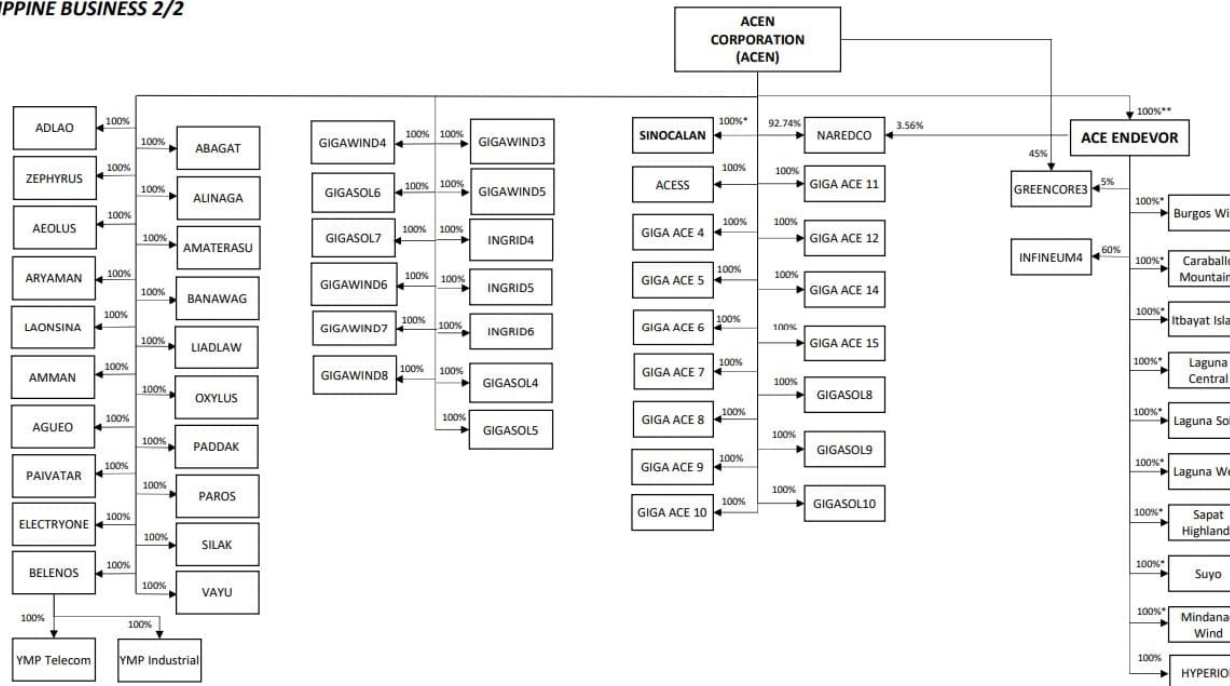 IPPINE BUSINESS 2/2
ACEN
CORPORATION
(ACEN)
100%**
ACE ENDEVOR
45%
GREENCORE3
5%
INFINEUM4
60%
100%*
Burgos Wi
100%*
Caraballo
Mountain
100%*
Itbayat Isla
100%*
Laguna
Central
100%*
Laguna So
100%*
Laguna We
100%*
Sapat
Highland
100%*
Suyo
100%*
Mindana
Wind
100%
HYPERIO
ADLAO
100%
100%
ABAGAT
ZEPHYRUS
100%
100%
ALINAGA
AEOLUS
100%
100%
AMATERASU
ARYAMAN
100%
100%
BANAWAG
LAONSINA
100%
100%
LIADLAW
AMMAN
100%
100%
OXYLUS
AGUEO
100%
100%
PADDAK
PAIVATAR
100%
100%
PAROS
ELECTRYONE
100%
100%
SILAK
BELENOS
100%
100%
VAYU
100%
YMP Telecom
100%
YMP Industrial
GIGAWIND4
100%
100%
GIGAWIND3
GIGASOL6
100%
100%
GIGAWIND5
GIGASOL7
100%
100%
INGRID4
GIGAWIND6
100%
100%
INGRID5
GIGAWIND7
100%
100%
INGRID6
GIGAWIND8
100%
100%
GIGASOL4
100%
GIGASOL5
SINOCALAN
100%*
92.74%
NAREDCO
3.56%
ACESS
100%
100%
GIGA ACE 11
GIGA ACE 4
100%
100%
GIGA ACE 12
GIGA ACE 5
100%
100%
GIGA ACE 14
GIGA ACE 6
100%
100%
GIGA ACE 15
GIGA ACE 7
100%
100%
GIGASOL8
GIGA ACE 8
100%
100%
GIGASOL9
GIGA ACE 9
100%
100%
GIGASOL10
GIGA ACE 10
100%